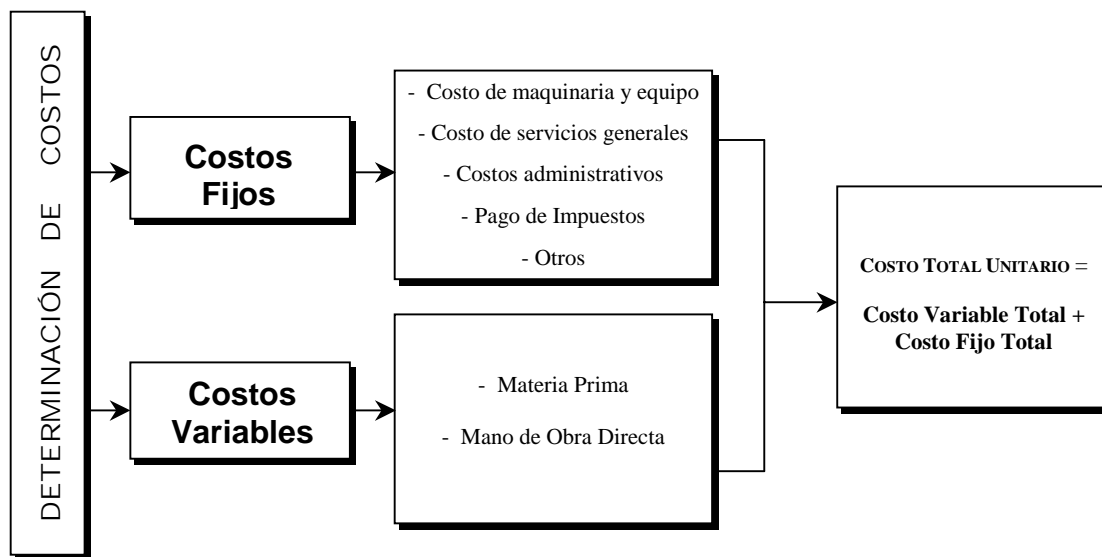 DETERMINACIÓN DE COSTOS
Costos
Fijos
- Costo de maquinaria y equipo
- Costo de servicios generales
- Costos administrativos
- Pago de Impuestos
- Otros
Costos
Variables
- Materia Prima
- Mano de Obra Directa
COSTO TOTAL UNITARIO =
Costo Variable Total +
Costo Fijo Total